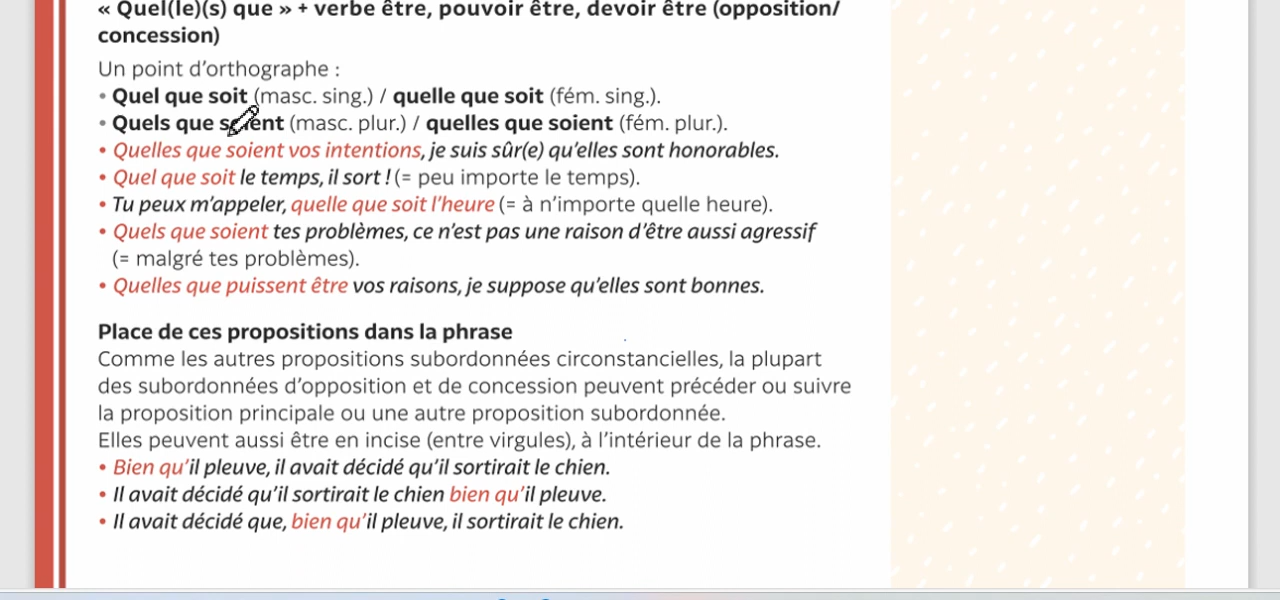 « Quel(le)(s) que » + verbe être, pouvoir être, devoir être (opposition/
concession)
Un point d’orthographe :
• Quel que soit (masc. sing.) / quelle que soit (fém. sing.).
• Quels que soient (masc. plur.) / quelles que soient (fém. plur.).
• Quelles que soient vos intentions, je suis sûr(e) qu’elles sont honorables.
• Quel que soit le temps, il sort ! (= peu importe le temps).
• Tu peux m’appeler, quelle que soit l’heure (= à n’importe quelle heure).
• Quels que soient tes problèmes, ce n’est pas une raison d’être aussi agressif
(= malgré tes problèmes).
• Quelles que puissent être vos raisons, je suppose qu’elles sont bonnes.
Place de ces propositions dans la phrase
Comme les autres propositions subordonnées circonstancielles, la plupart
des subordonnées d’opposition et de concession peuvent précéder ou suivre
la proposition principale ou une autre proposition subordonnée.
Elles peuvent aussi être en incise (entre virgules), à l’intérieur de la phrase.
• Bien qu’il pleuve, il avait décidé qu’il sortirait le chien.
• Il avait décidé qu’il sortirait le chien bien qu’il pleuve.
• Il avait décidé que, bien qu’il pleuve, il sortirait le chien.